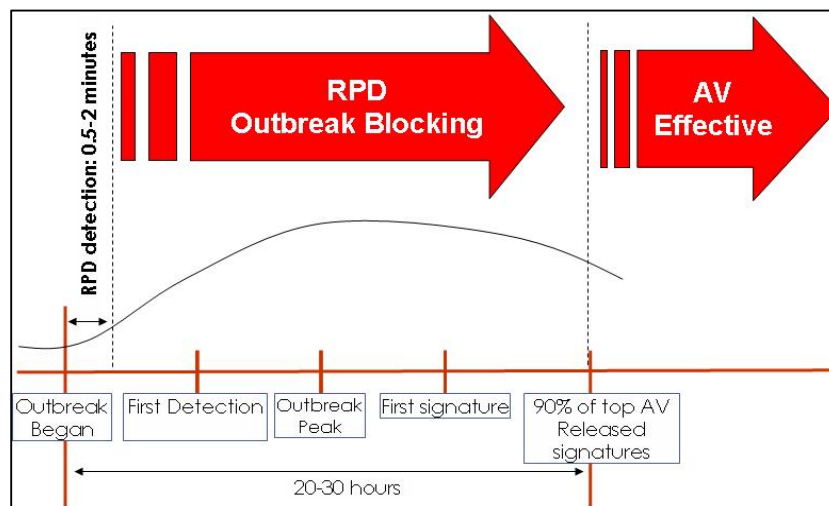 RPD detection: 0.5-2 minutes
RPD
Outbreak Blocking
AV
Effective
Outbreak
Began
First Detection
Outbreak
Peak
First signature
90% of top AV
Released
signatures
20-30 hours